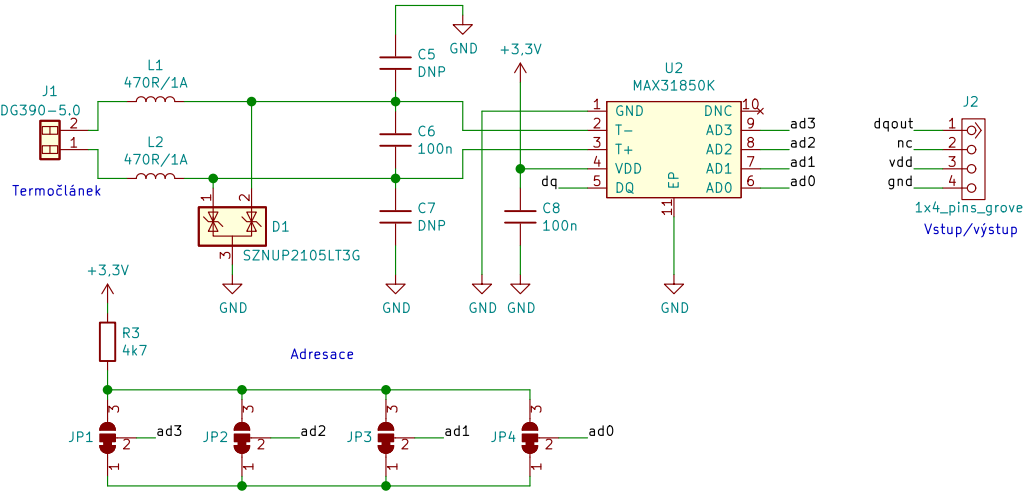 GND
C5
DNP
+3,3V
L1
470R/1A
U2
MAX31850K
J1
DG390-5.0
2
1
L2
470R/1A
C6
100n
1 GND DNC 10
2 T- AD3 9 ad3
3 T+ AD2 8 ad2
4 VDD AD1 7 ad1
dq 5 DQ AD0 6 ad0
EP
11
J2
dqout 1
nc 2
vdd 3
gnd 4
1x4_pins_grove
Vstup/výstup
Termočlánek
1 2
D1
SZNUP2105LT3G
3
C7
DNP
C8
100n
GND
GND
GND
GND
GND
+3,3V
R3
4k7
Adresace
3
JP1
2
ad3
1
3
JP2
2
ad2
1
3
JP3
2
ad1
1
3
JP4
2
ad0
1